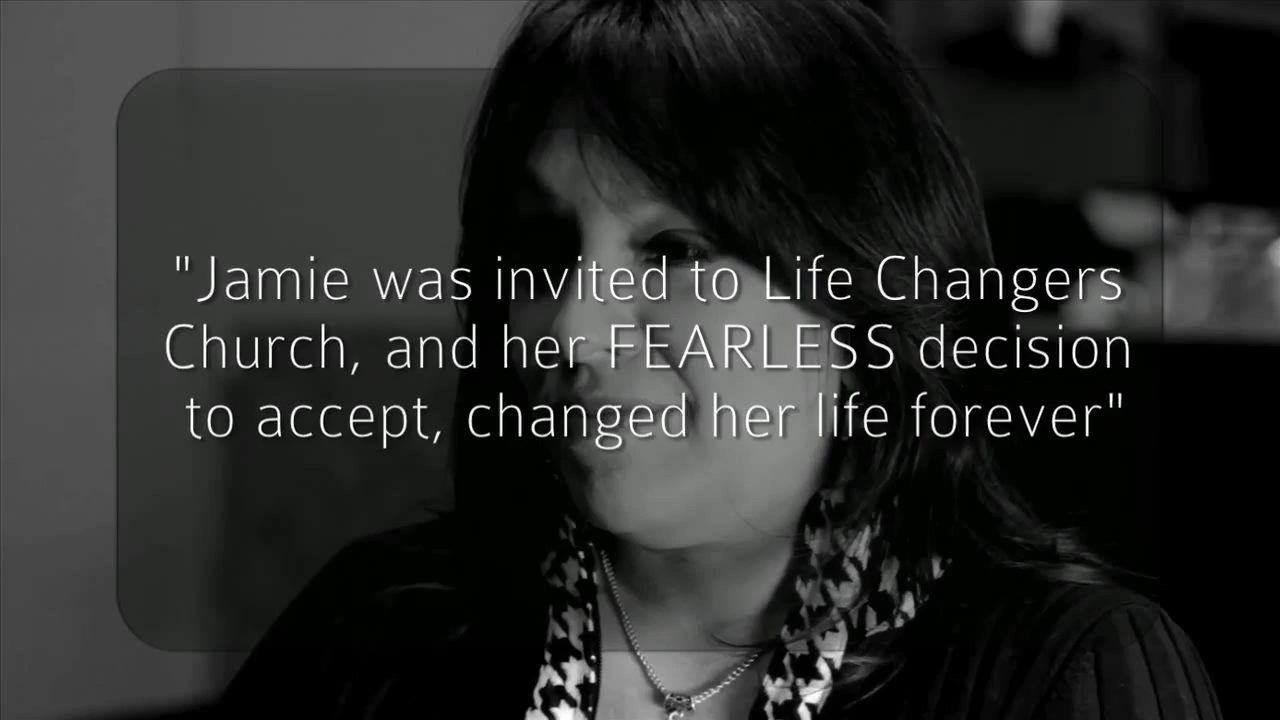 "Jamie was invited to Life Changers
Church, and her FEARLESS decision
to accept, changed her life forever"